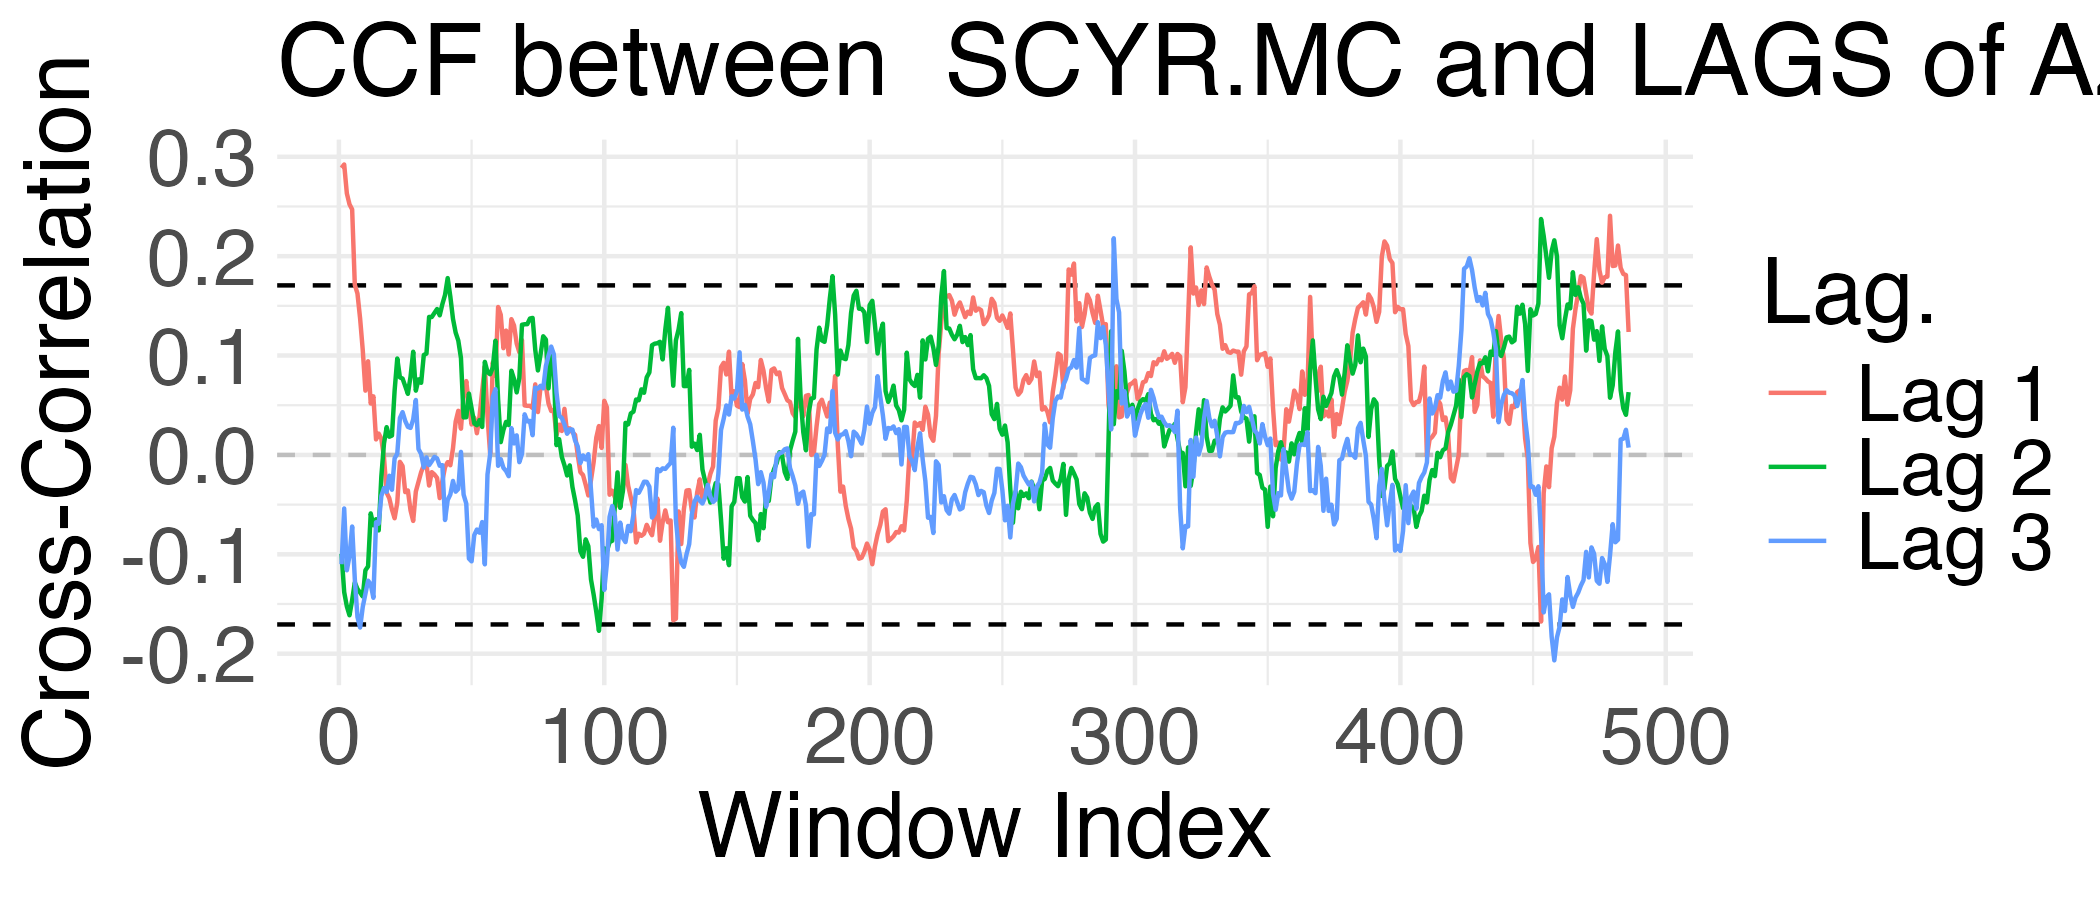 CCF between SCYR.MC and LAGS of A
Cross-Correlation
0.3
0.2
0.1
0.0
-0.1
-0.2
0
100
200
300
400
500
Window Index
Lag.
Lag 1
Lag 2
Lag 3